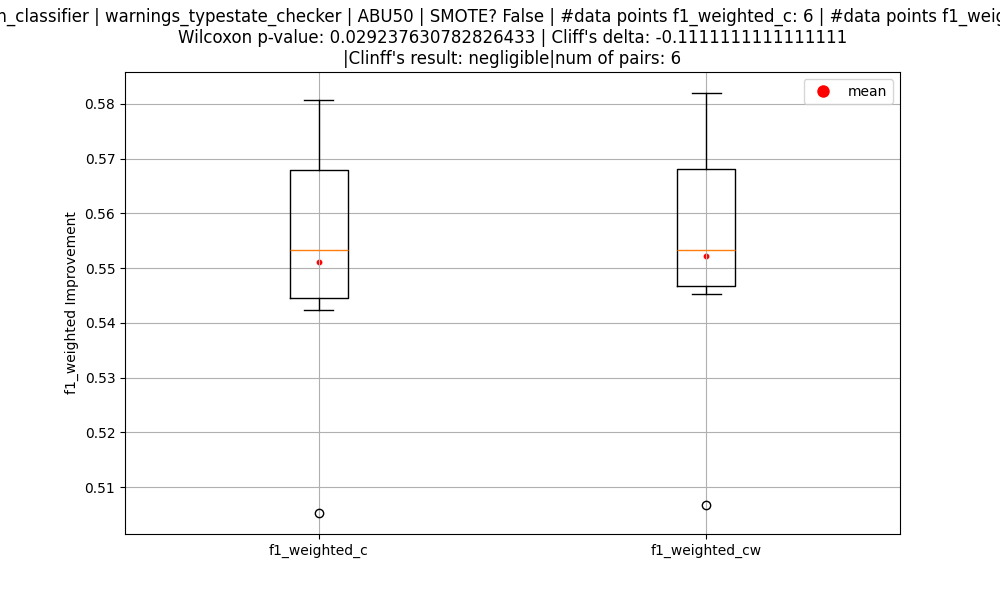 n_classifier | warnings_typestate_checker | ABU50 | SMOTE? False | #data points f1_weighted_c: 6 | #data points f1_weig
Wilcoxon p-value: 0.029237630782826433 | Cliff's delta: -0.1111111111111111
|Clinff's result: negligible|num of pairs: 6
mean
0.58
0.57
0.56
0.55
0.54
0.53
0.52
0.51
f1_weighted Improvement
f1_weighted_c
f1_weighted_cw